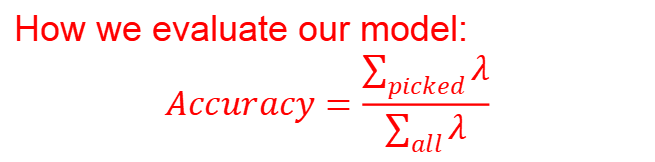 How we evaluate our model:
Accuracy = ∑picked λ / ∑all λ